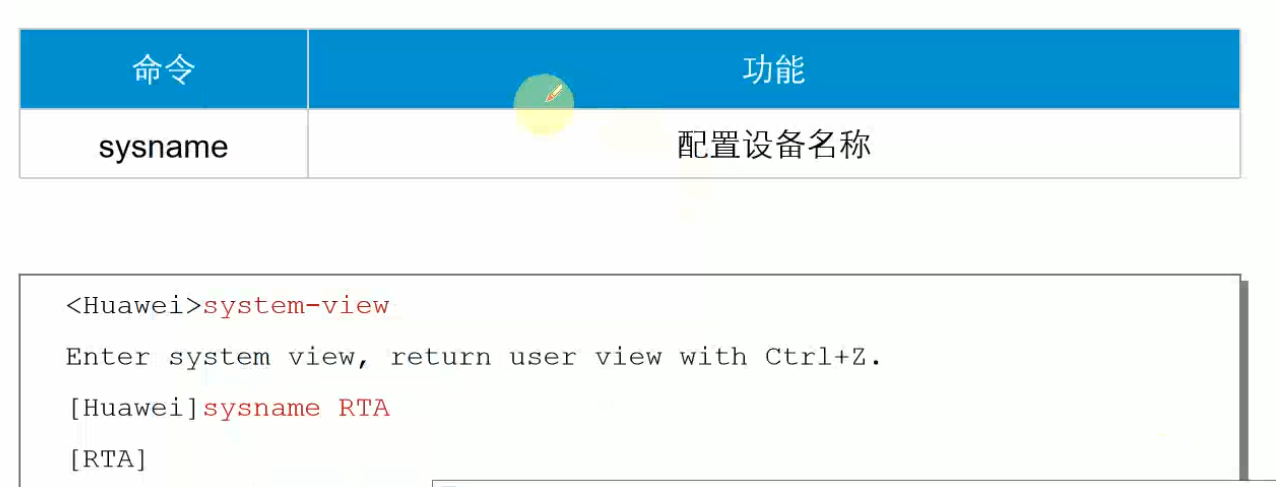 命令 功能
sysname 配置设备名称
<Huawei>system-view
Enter system view, return user view with Ctrl+Z.
[Huawei]sysname RTA
[RTA]